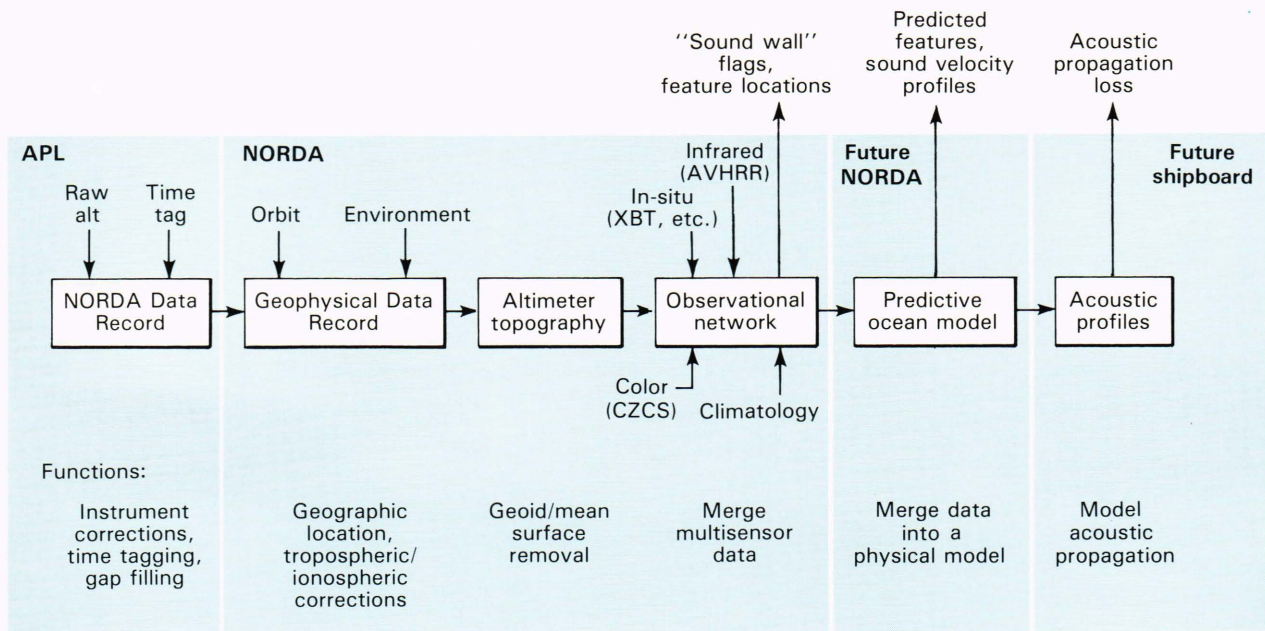 "Sound wall"
flags,
feature locations
Predicted
features,
sound velocity
profiles
Acoustic
propagation
loss
APL
NORDA
Future
NORDA
Future
shipboard
Raw
alt
Time
tag
Orbit
Environment
In-situ
(XBT, etc.)
Infrared
(AVHRR)
NORDA Data
Record
Geophysical Data
Record
Altimeter
topography
Observational
network
Predictive
ocean model
Acoustic
profiles
Color
(CZCS)
Climatology
Functions:
Instrument
corrections,
time tagging,
gap filling
Geographic
location,
tropospheric/
ionospheric
corrections
Geoid/mean
surface
removal
Merge
multisensor
data
Merge data
into a
physical model
Model
acoustic
propagation